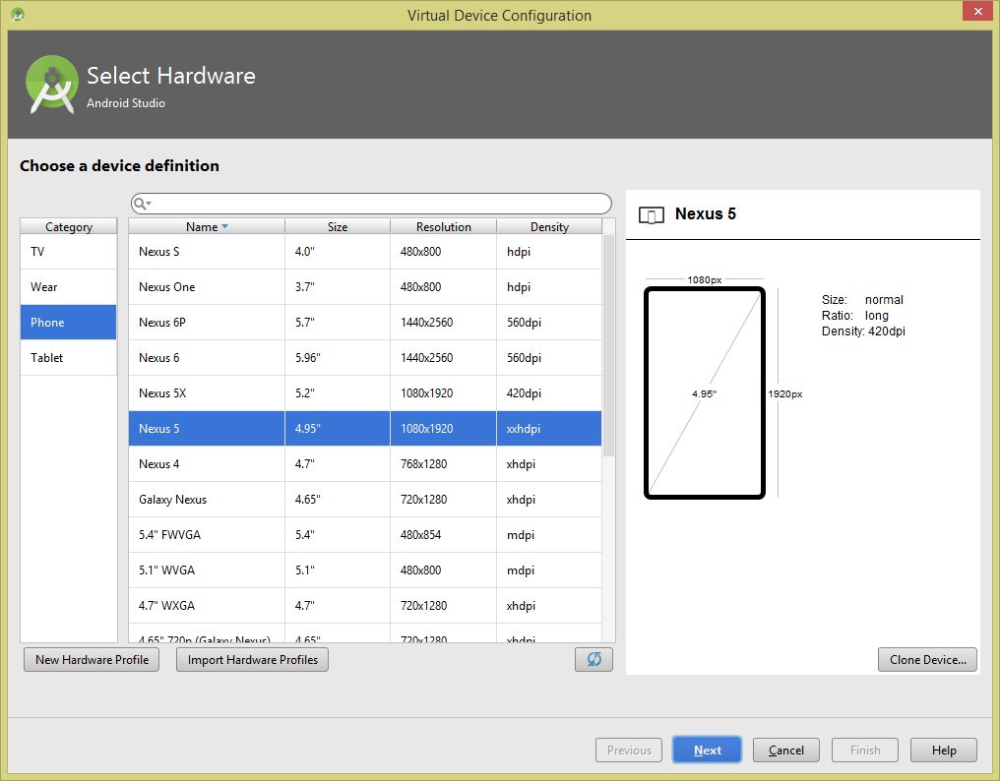 Virtual Device Configuration
Select Hardware
Android Studio
Choose a device definition
Category
TV
Wear
Phone
Tablet
Name Size Resolution Density
Nexus S 4.0" 480x800 hdpi
Nexus One 3.7" 480x800 hdpi
Nexus 6P 5.7" 1440x2560 560dpi
Nexus 6 5.96" 1440x2560 560dpi
Nexus 5X 5.2" 1080x1920 420dpi
Nexus 5 4.95" 1080x1920 xxhdpi
Nexus 4 4.7" 768x1280 xhdpi
Galaxy Nexus 4.65" 720x1280 xhdpi
5.4" FWVGA 5.4" 480x854 mdpi
5.1" WVGA 5.1" 480x800 mdpi
4.7" WXGA 4.7" 720x1280 xhdpi
4.65" 720p (Galaxy Nexus) 4.65" 720x1280 xhdpi
New Hardware Profile
Import Hardware Profiles
Nexus 5
1080px
4.95"
1920px
Size: normal
Ratio: long
Density: 420dpi
Clone Device...
Previous
Next
Cancel
Finish
Help